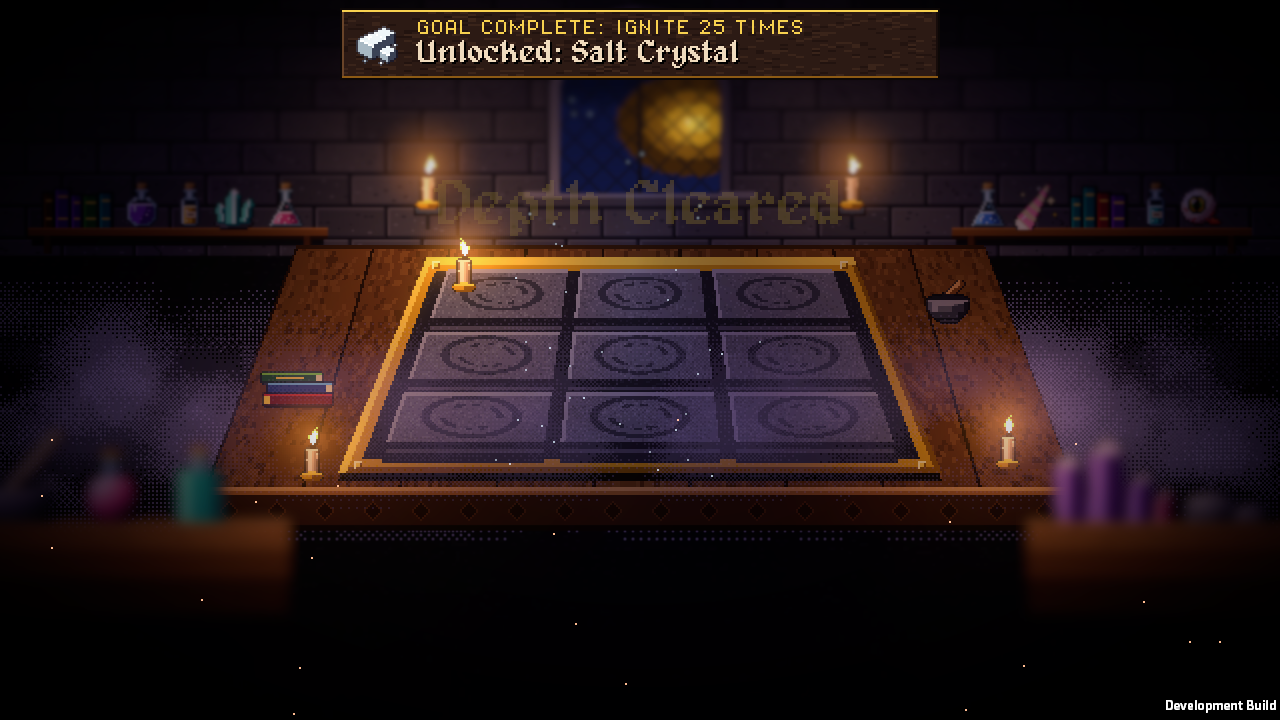 GOAL COMPLETE: IGNITE 25 TIMES
Unlocked: Salt Crystal
Depth Cleared
Development Build